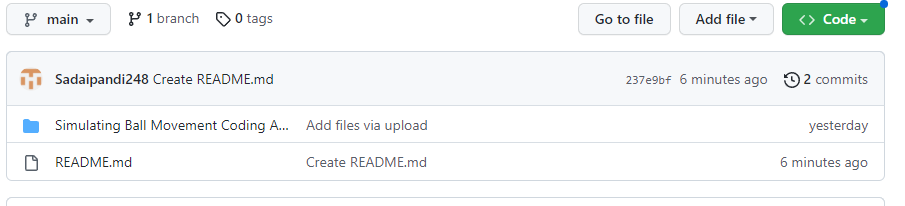 main 1 branch 0 tags Go to file Add file Code
Sadaipandi248 Create README.md 237e9bf 6 minutes ago 2 commits
Simulating Ball Movement Coding A... Add files via upload yesterday
README.md Create README.md 6 minutes ago